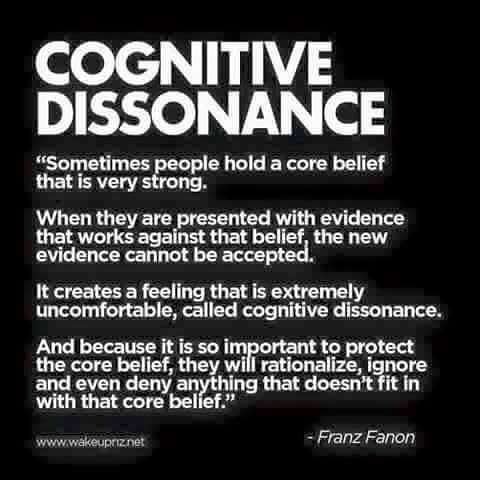 COGNITIVE
DISSONANCE
“Sometimes people hold a core belief
that is very strong.
When they are presented with evidence
that works against that belief, the new
evidence cannot be accepted.
It creates a feeling that is extremely
uncomfortable, called cognitive dissonance.
And because it is so important to protect
the core belief, they will rationalize, ignore
and even deny anything that doesn’t fit in
with that core belief.”
www.wakeupnz.net
- Franz Fanon